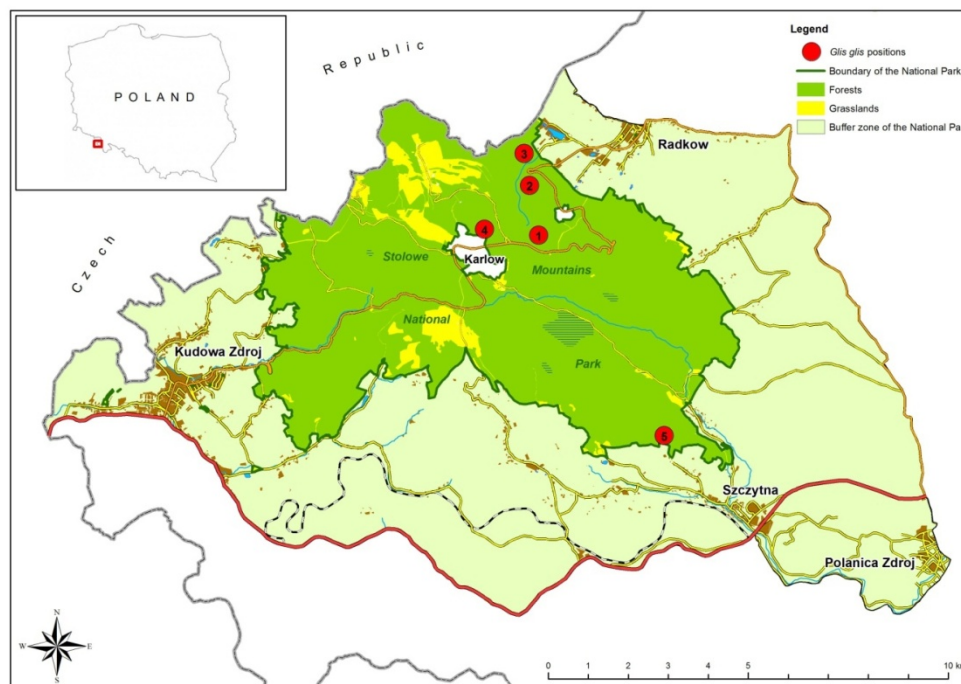 POLAND
Republic
Czech
Legend
Glis glis positions
Boundary of the National Park
Forests
Grasslands
Buffer zone of the National Pa
Radkow
3
2
4
1
Karlow
Stolowe
Mountains
National
Park
Kudowa Zdroj
5
Szczytna
Polanica Zdroj
N
W E
S
0 1 2 3 4 5 10 km